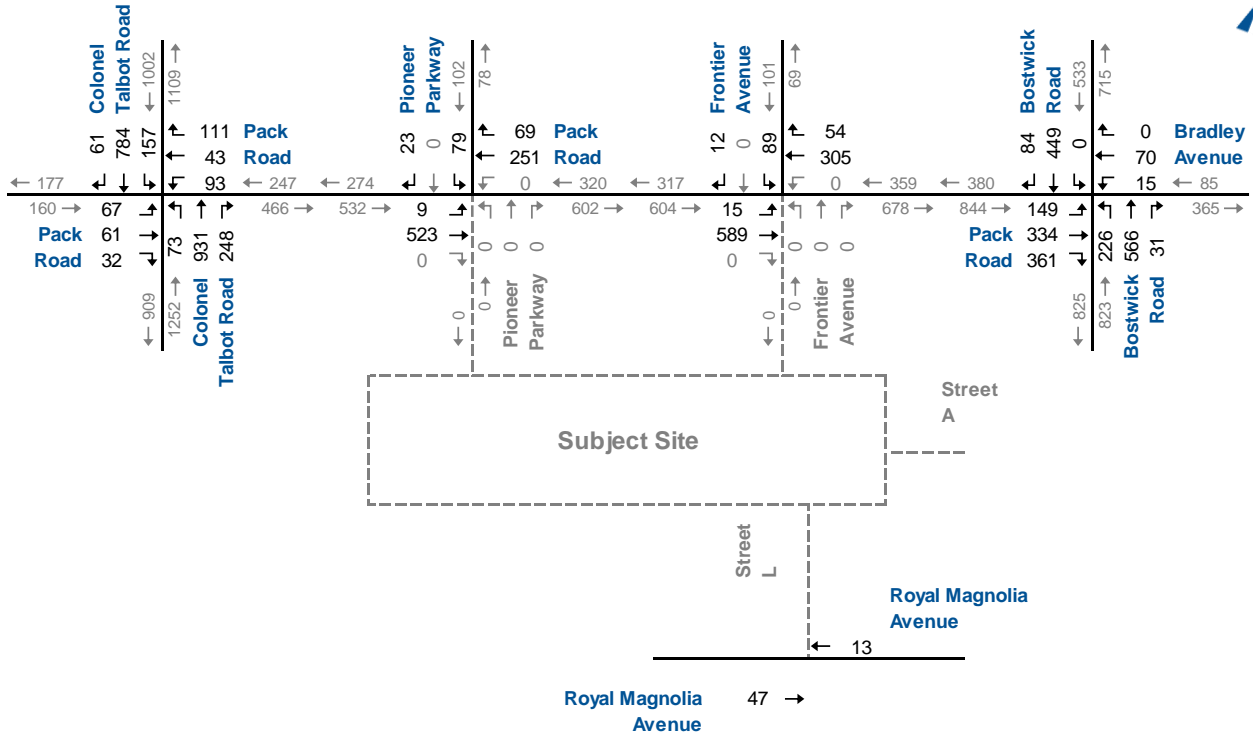 Colonel
Talbot Road
← 1002
1109 →
Pioneer
Parkway
← 102
78 →
Frontier
Avenue
← 101
69 →
Bostwick
Road
← 533
715 →
61
784
157
111 Pack
43 Road
93
23
0
79
69 Pack
251 Road
0
12
0
89
54
305
0
84
449
0
0 Bradley
70 Avenue
15
← 177
← 247
← 274
← 320
← 317
← 359
← 380
← 85
160 →
466 →
532 →
602 →
604 →
678 →
844 →
365 →
67
Pack 61
Road 32
73
931
248
9
523
0
0
0
0
15
589
0
0
0
0
149
Pack 334
Road 361
226
566
31
← 909
1252 →
Colonel
Talbot Road
← 0
0 →
Pioneer
Parkway
← 0
0 →
Frontier
Avenue
← 825
823 →
Bostwick
Road
Subject Site
Street
A
Street
L
Royal Magnolia
Avenue
← 13
Royal Magnolia 47 →
Avenue